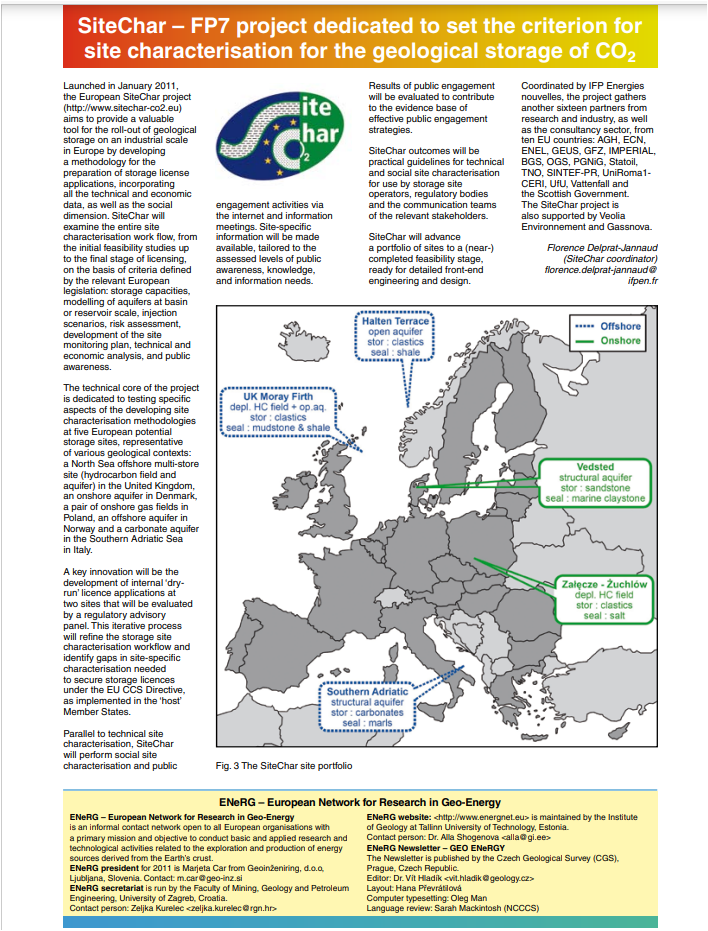 SiteChar – FP7 project dedicated to set the criterion for
site characterisation for the geological storage of CO2
Launched in January 2011,
the European SiteChar project
(http://www.sitechar-co2.eu)
aims to provide a valuable
tool for the roll-out of geological
storage on an industrial scale
in Europe by developing
a methodology for the
preparation of storage license
applications, incorporating
all the technical and economic
data, as well as the social
dimension. SiteChar will
examine the entire site
characterisation work flow, from
the initial feasibility studies up
to the final stage of licensing,
on the basis of criteria defined
by the relevant European
legislation: storage capacities,
modelling of aquifers at basin
or reservoir scale, injection
scenarios, risk assessment,
development of the site
monitoring plan, technical and
economic analysis, and public
awareness.
The technical core of the project
is dedicated to testing specific
aspects of the developing site
characterisation methodologies
at five European potential
storage sites, representative
of various geological contexts:
a North Sea offshore multi-store
site (hydrocarbon field and
aquifer) in the United Kingdom,
an onshore aquifer in Denmark,
a pair of onshore gas fields in
Poland, an offshore aquifer in
Norway and a carbonate aquifer
in the Southern Adriatic Sea
in Italy.
A key innovation will be the
development of internal ‘dry-
run’ licence applications at
two sites that will be evaluated
by a regulatory advisory
panel. This iterative process
will refine the storage site
characterisation workflow and
identify gaps in site-specific
characterisation needed
to secure storage licences
under the EU CCS Directive,
as implemented in the ‘host’
Member States.
Parallel to technical site
characterisation, SiteChar
will perform social site
characterisation and public
Site
Char
CO2
engagement activities via
the internet and information
meetings. Site-specific
information will be made
available, tailored to the
assessed levels of public
awareness, knowledge,
and information needs.
Results of public engagement
will be evaluated to contribute
to the evidence base of
effective public engagement
strategies.
SiteChar outcomes will be
practical guidelines for technical
and social site characterisation
for use by storage site
operators, regulatory bodies
and the communication teams
of the relevant stakeholders.
SiteChar will advance
a portfolio of sites to a (near-)
completed feasibility stage,
ready for detailed front-end
engineering and design.
Coordinated by IFP Energies
nouvelles, the project gathers
another sixteen partners from
research and industry, as well
as the consultancy sector, from
ten EU countries: AGH, ECN,
ENEL, GEUS, GFZ, IMPERIAL,
BGS, OGS, PGNiG, Statoil,
TNO, SINTEF-PR, UniRoma1-
CERI, UfU, Vattenfall and
the Scottish Government.
The SiteChar project is
also supported by Veolia
Environnement and Gassnova.
Florence Delprat-Jannaud
(SiteChar coordinator)
florence.delprat-jannaud@
ifpen.fr
Halten Terrace
open aquifer
stor : clastics
seal : shale
Offshore
Onshore
UK Moray Firth
depl. HC field + op.aq.
stor : clastics
seal : mudstone & shale
Vedsted
structural aquifer
stor : sandstone
seal : marine claystone
Załęcze - Żuchlów
depl. HC field
stor : clastics
seal : salt
Southern Adriatic
structural aquifer
stor : carbonates
seal : marls
Fig. 3 The SiteChar site portfolio
ENeRG – European Network for Research in Geo-Energy
ENeRG – European Network for Research in Geo-Energy
is an informal contact network open to all European organisations with
a primary mission and objective to conduct basic and applied research and
technological activities related to the exploration and production of energy
sources derived from the Earth's crust.
ENeRG president for 2011 is Marjeta Car from Geoinženiring, d.o.o,
Ljubljana, Slovenia. Contact: m.car@geo-inz.si
ENeRG secretariat is run by the Faculty of Mining, Geology and Petroleum
Engineering, University of Zagreb, Croatia.
Contact person: Zeljka Kurelec <zeljka.kurelec@rgn.hr>
ENeRG website: <http://www.energnet.eu> is maintained by the Institute
of Geology at Tallinn University of Technology, Estonia.
Contact person: Dr. Alla Shogenova <alla@gi.ee>
ENeRG Newsletter – GEO ENeRGY
The Newsletter is published by the Czech Geological Survey (CGS),
Prague, Czech Republic.
Editor: Dr. Vít Hladík <vit.hladik@geology.cz>
Layout: Hana Převrátilová
Computer typesetting: Oleg Man
Language review: Sarah Mackintosh (NCCCS)